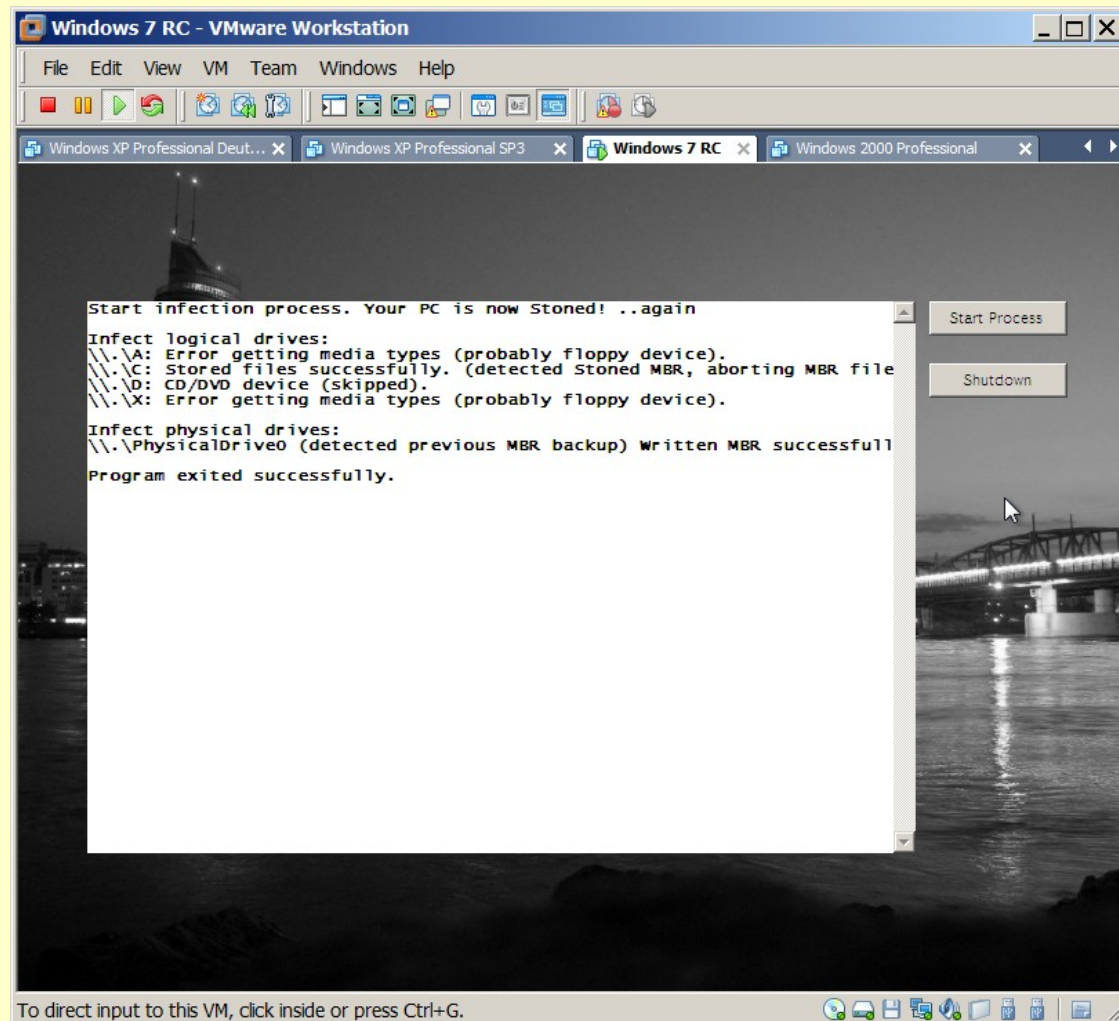 Windows 7 RC - VMware Workstation
File Edit View VM Team Windows Help
Windows XP Professional Deut... Windows XP Professional SP3 Windows 7 RC Windows 2000 Professional
Start infection process. Your PC is now Stoned! ..again
Infect logical drives:
\\.\A: Error getting media types (probably floppy device).
\\.\C: Stored files successfully. (detected Stoned MBR, aborting MBR file
\\.\D: CD/DVD device (skipped).
\\.\X: Error getting media types (probably floppy device).
Infect physical drives:
\\.\PhysicalDrive0 (detected previous MBR backup) Written MBR successfull
Program exited successfully.
Start Process
Shutdown
To direct input to this VM, click inside or press Ctrl+G.